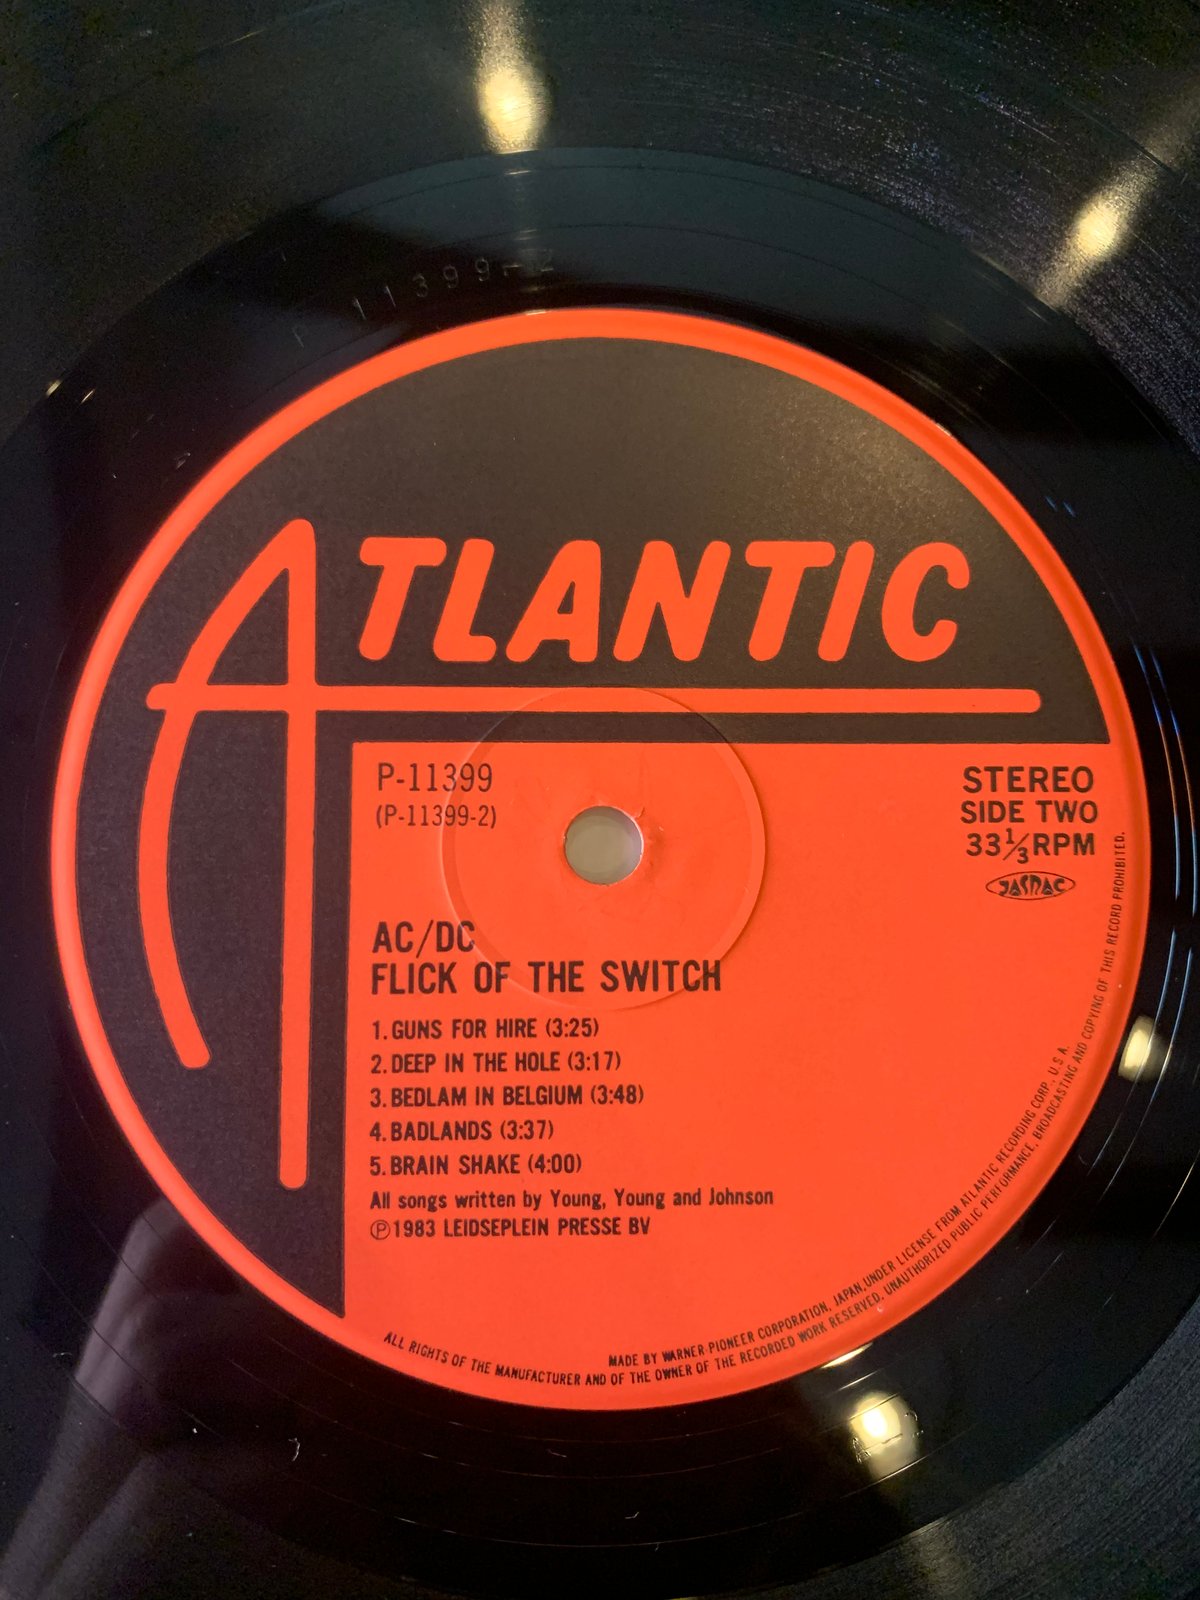 11399-2
ATLANTIC
P-11399
(P-11399-2)
STEREO
SIDE TWO
33⅓RPM
JASRAC
AC/DC
FLICK OF THE SWITCH
1. GUNS FOR HIRE (3:25)
2. DEEP IN THE HOLE (3:17)
3. BEDLAM IN BELGIUM (3:48)
4. BADLANDS (3:37)
5. BRAIN SHAKE (4:00)
All songs written by Young, Young and Johnson
Ⓟ1983 LEIDSEPLEIN PRESSE BV
MADE BY WARNER-PIONEER CORPORATION, JAPAN, UNDER LICENSE FROM ATLANTIC RECORDING CORP., U.S.A.
ALL RIGHTS OF THE MANUFACTURER AND OF THE OWNER OF THE RECORDED WORK RESERVED. UNAUTHORIZED PUBLIC PERFORMANCE, BROADCASTING AND COPYING OF THIS RECORD PROHIBITED.